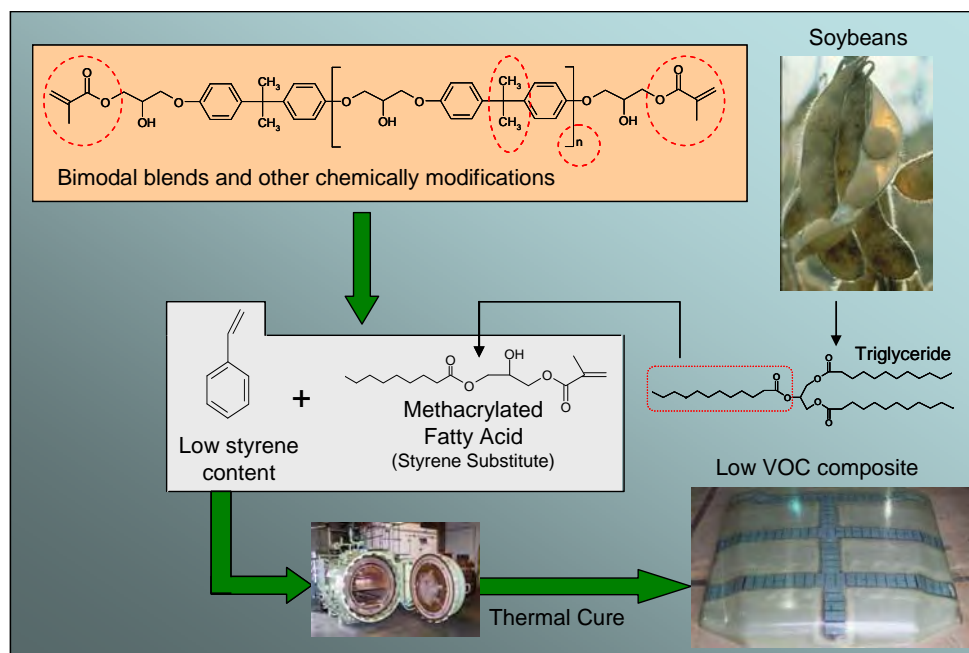 Soybeans
O
O
OH
O
CH3
CH3
O
OH
O
CH3
CH3
O
OH
O
O
n
Bimodal blends and other chemically modifications
Triglyceride
O
O
O
O
O
O
O
OH
O
O
O
Methacrylated
Fatty Acid
(Styrene Substitute)
+
Low styrene
content
Low VOC composite
Thermal Cure